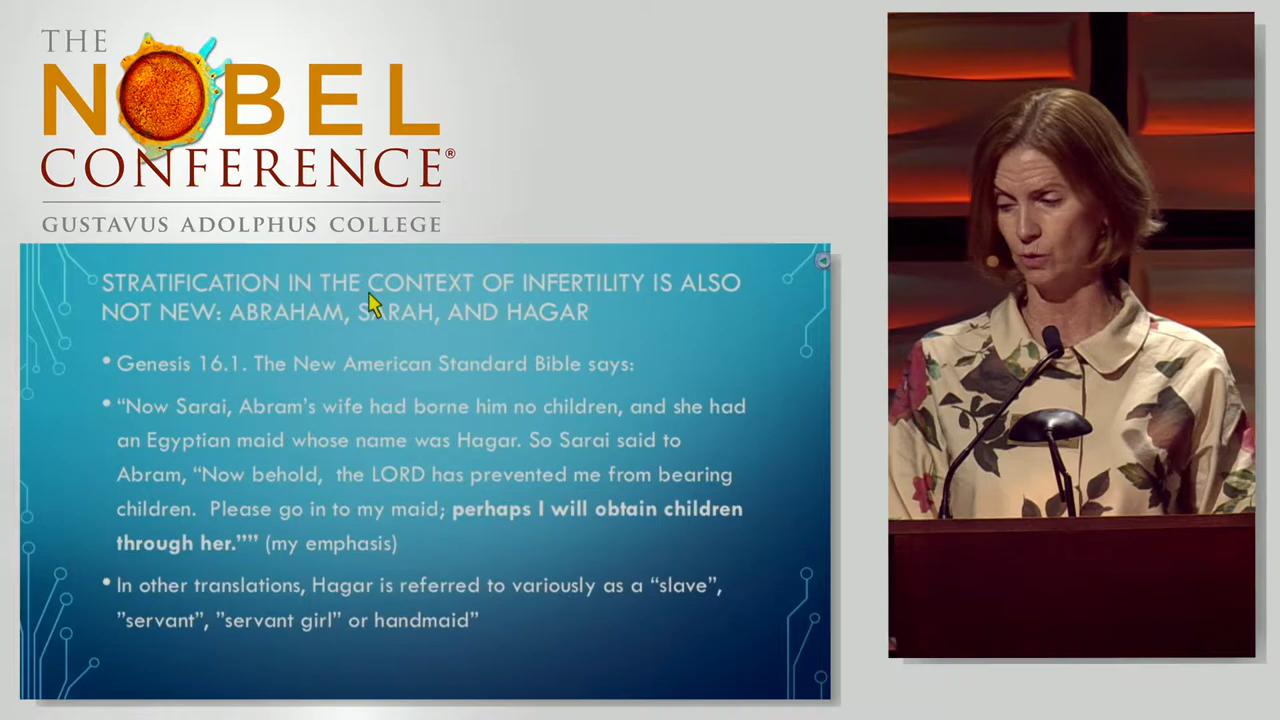 THE
NOBEL
CONFERENCE®
GUSTAVUS ADOLPHUS COLLEGE
STRATIFICATION IN THE CONTEXT OF INFERTILITY IS ALSO
NOT NEW: ABRAHAM, SARAH, AND HAGAR
• Genesis 16.1. The New American Standard Bible says:
• “Now Sarai, Abram’s wife had borne him no children, and she had
an Egyptian maid whose name was Hagar. So Sarai said to
Abram, “Now behold, the LORD has prevented me from bearing
children. Please go in to my maid; perhaps I will obtain children
through her.”” (my emphasis)
• In other translations, Hagar is referred to variously as a “slave”,
”servant”, ”servant girl” or handmaid”